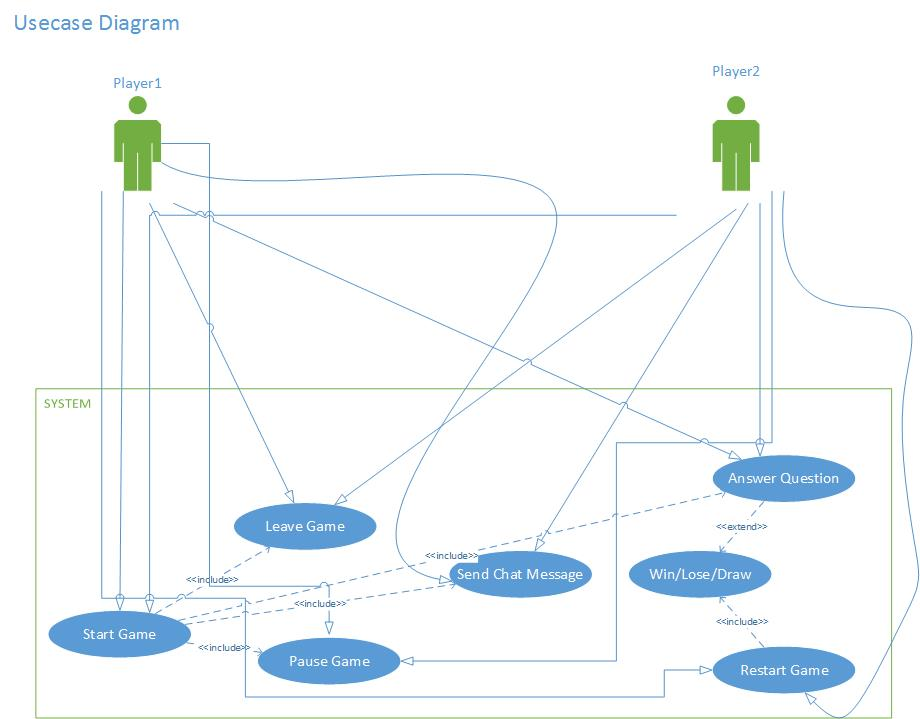 Usecase Diagram
Player1
Player2
SYSTEM
Answer Question
Leave Game
<<extend>>
<<include>>
Send Chat Message
Win/Lose/Draw
<<include>>
<<include>>
<<include>>
Start Game
<<include>>
Pause Game
Restart Game